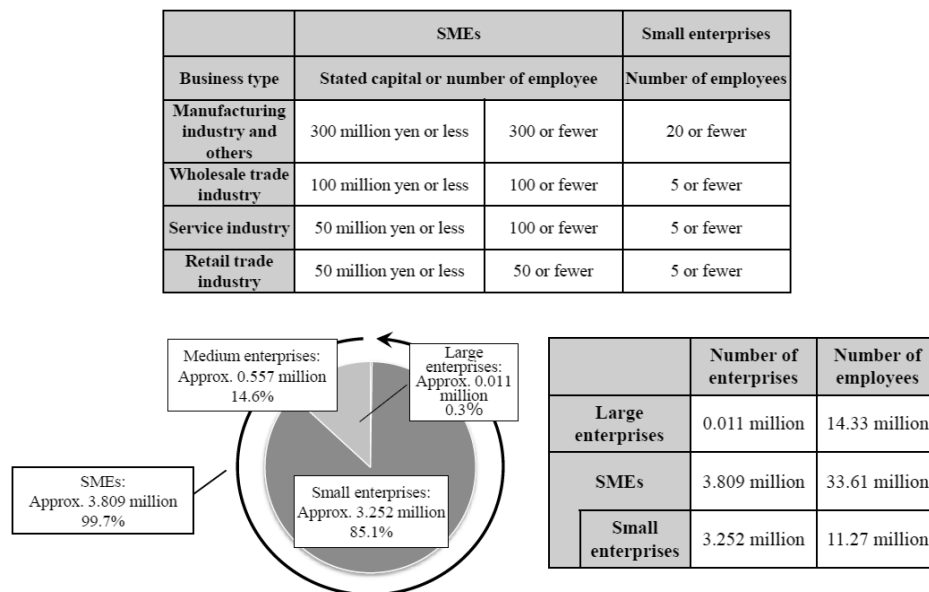 SMEs Small enterprises
Business type Stated capital or number of employee Number of employees
Manufacturing
industry and
others
300 million yen or less 300 or fewer 20 or fewer
Wholesale trade
industry
100 million yen or less 100 or fewer 5 or fewer
Service industry 50 million yen or less 100 or fewer 5 or fewer
Retail trade
industry
50 million yen or less 50 or fewer 5 or fewer
Medium enterprises:
Approx. 0.557 million
14.6%
Large
enterprises:
Approx. 0.011
million
0.3%
SMEs:
Approx. 3.809 million
99.7%
Small enterprises:
Approx. 3.252 million
85.1%
Number of
enterprises
Number of
employees
Large
enterprises
0.011 million 14.33 million
SMEs 3.809 million 33.61 million
Small
enterprises
3.252 million 11.27 million